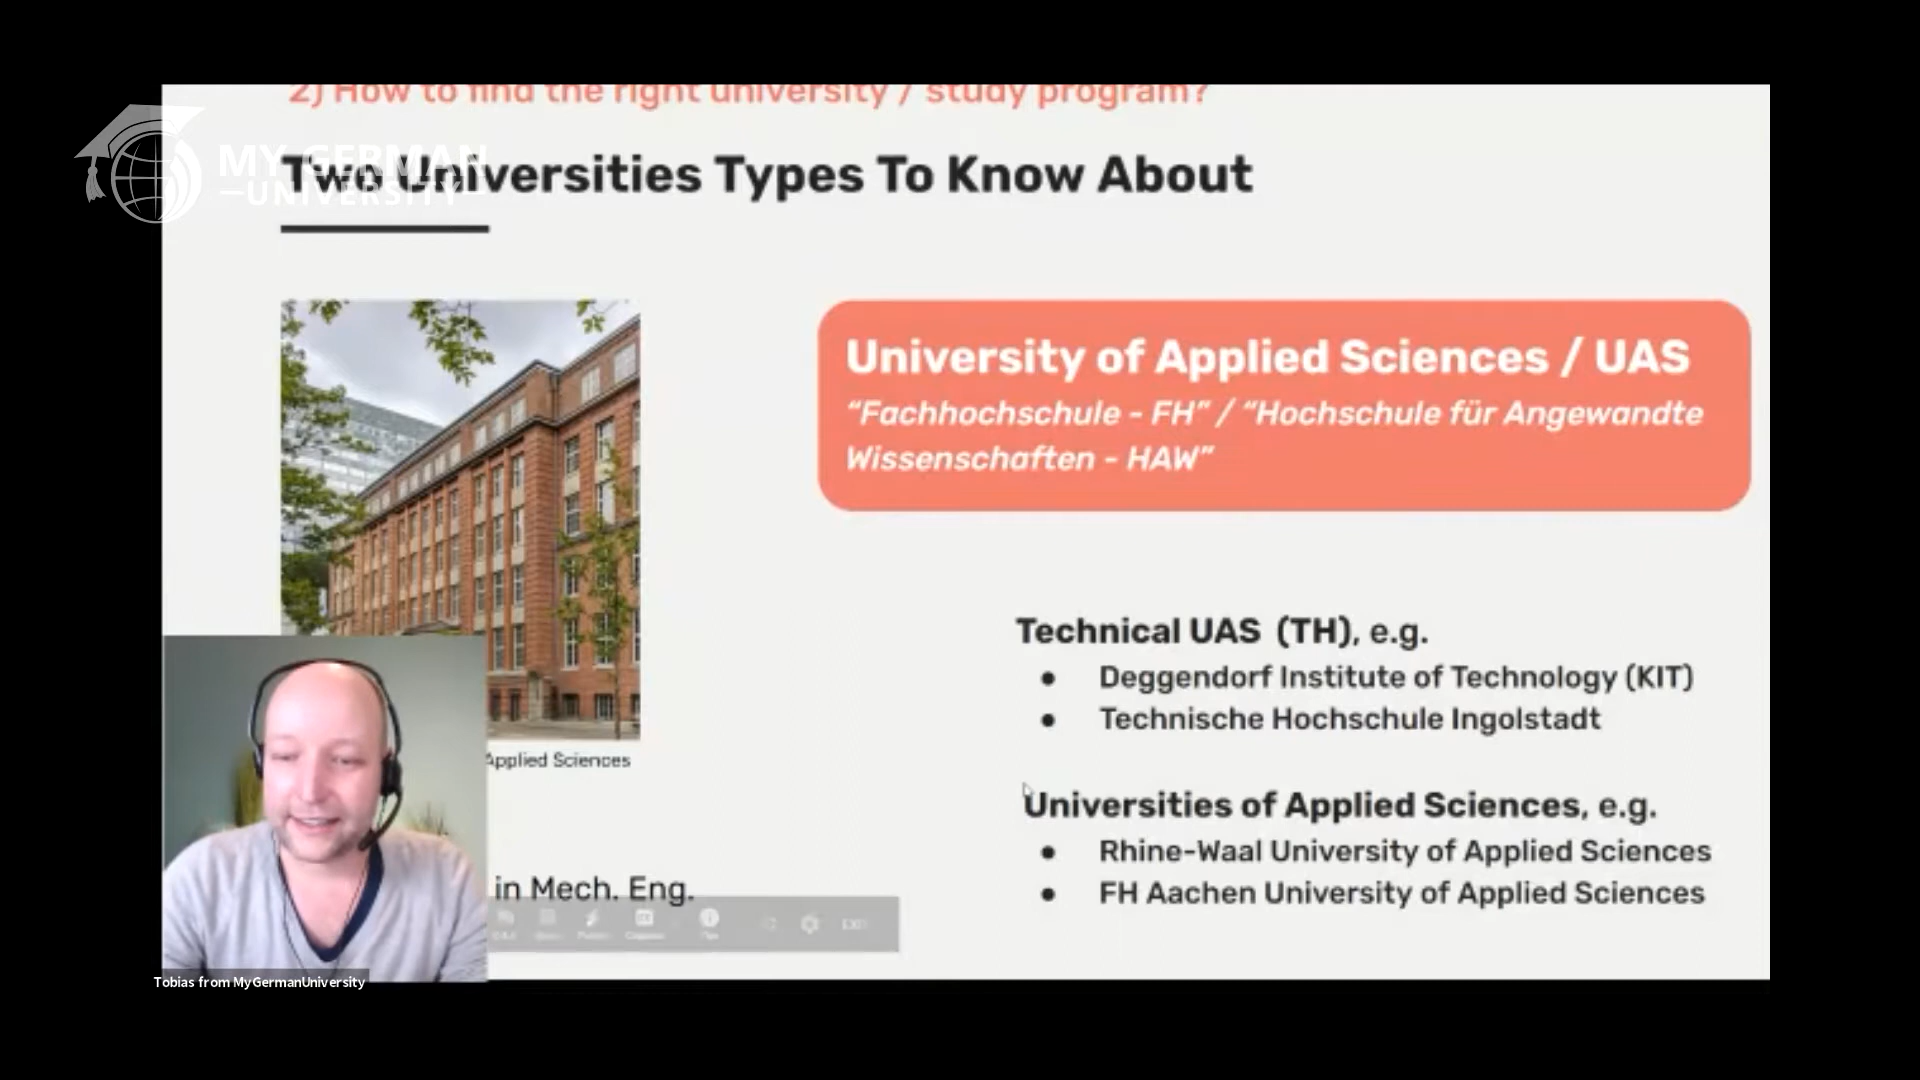 2) How to find the right university / study program?
MY GERMAN
UNIVERSITY
Two Universities Types To Know About
University of Applied Sciences / UAS
“Fachhochschule - FH” / “Hochschule für Angewandte
Wissenschaften - HAW”
Technical UAS (TH), e.g.
● Deggendorf Institute of Technology (KIT)
● Technische Hochschule Ingolstadt
Applied Sciences
Universities of Applied Sciences, e.g.
● Rhine-Waal University of Applied Sciences
● FH Aachen University of Applied Sciences
in Mech. Eng.
Tobias from MyGermanUniversity